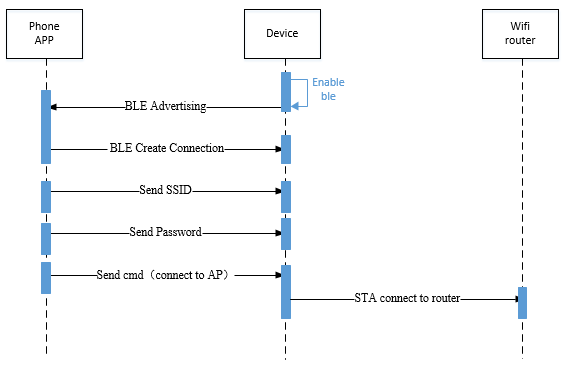 Phone
APP
Device
Wifi
router
Enable
ble
BLE Advertising
BLE Create Connection
Send SSID
Send Password
Send cmd（connect to AP）
STA connect to router